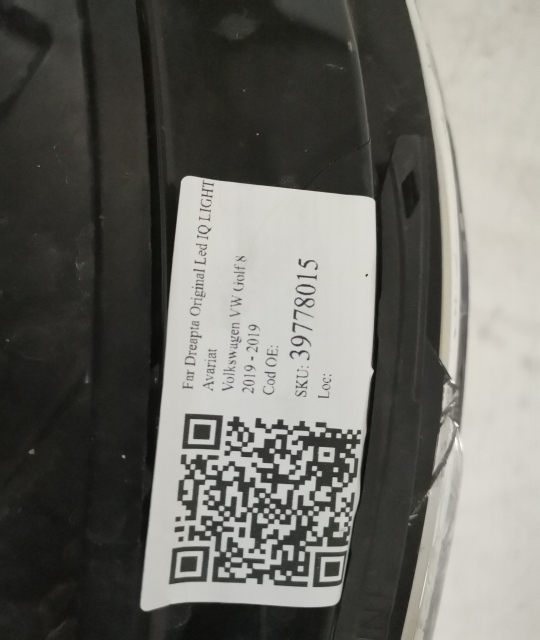 Far Dreapta Original Led IQ LIGHT
Avariat
Volkswagen VW Golf 8
2019 - 2019
Cod OE:
SKU: 39778015
Loc: